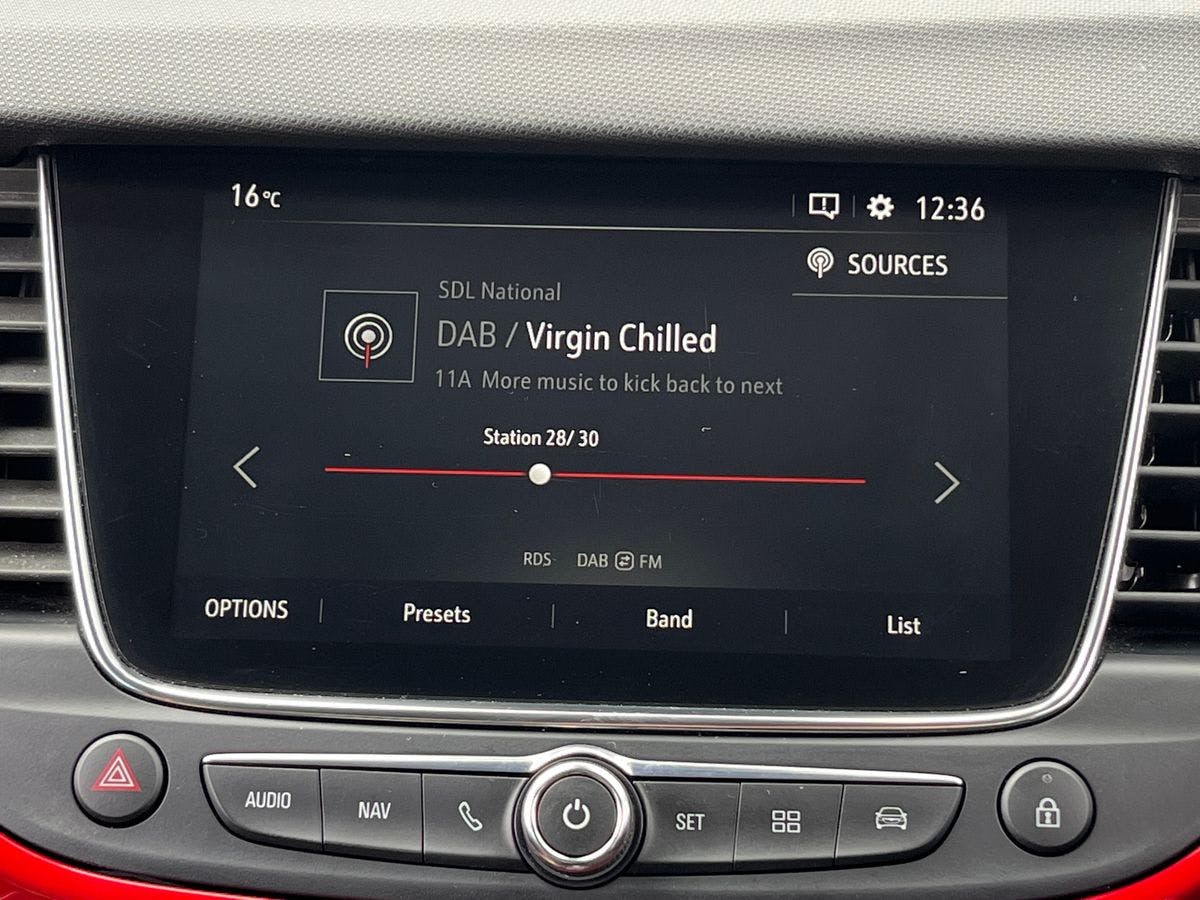 16°C
12:36
SOURCES
SDL National
DAB / Virgin Chilled
11A More music to kick back to next
Station 28/30
RDS DAB FM
OPTIONS Presets Band List
AUDIO NAV SET